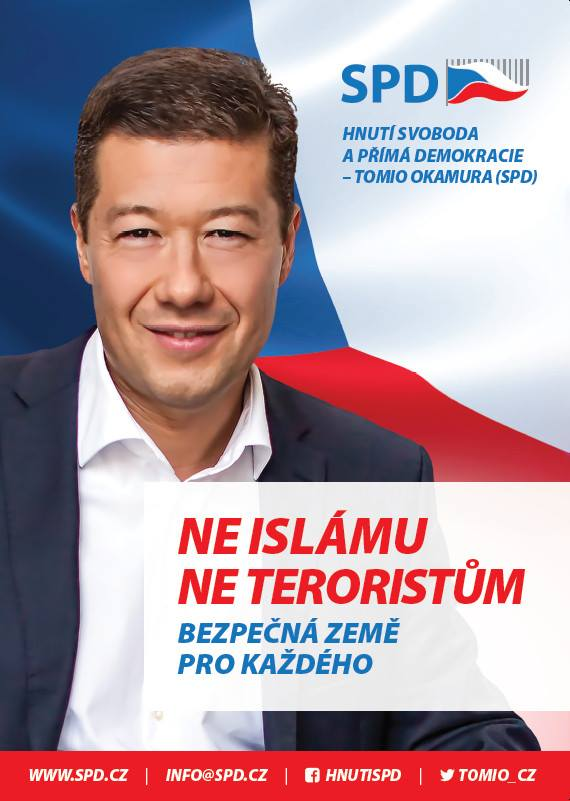 SPD
HNUTÍ SVOBODA
A PŘÍMÁ DEMOKRACIE
– TOMIO OKAMURA (SPD)
NE ISLÁMU
NE TERORISTŮM
BEZPEČNÁ ZEMĚ
PRO KAŽDÉHO
WWW.SPD.CZ | INFO@SPD.CZ | HNUTISPD | TOMIO_CZ